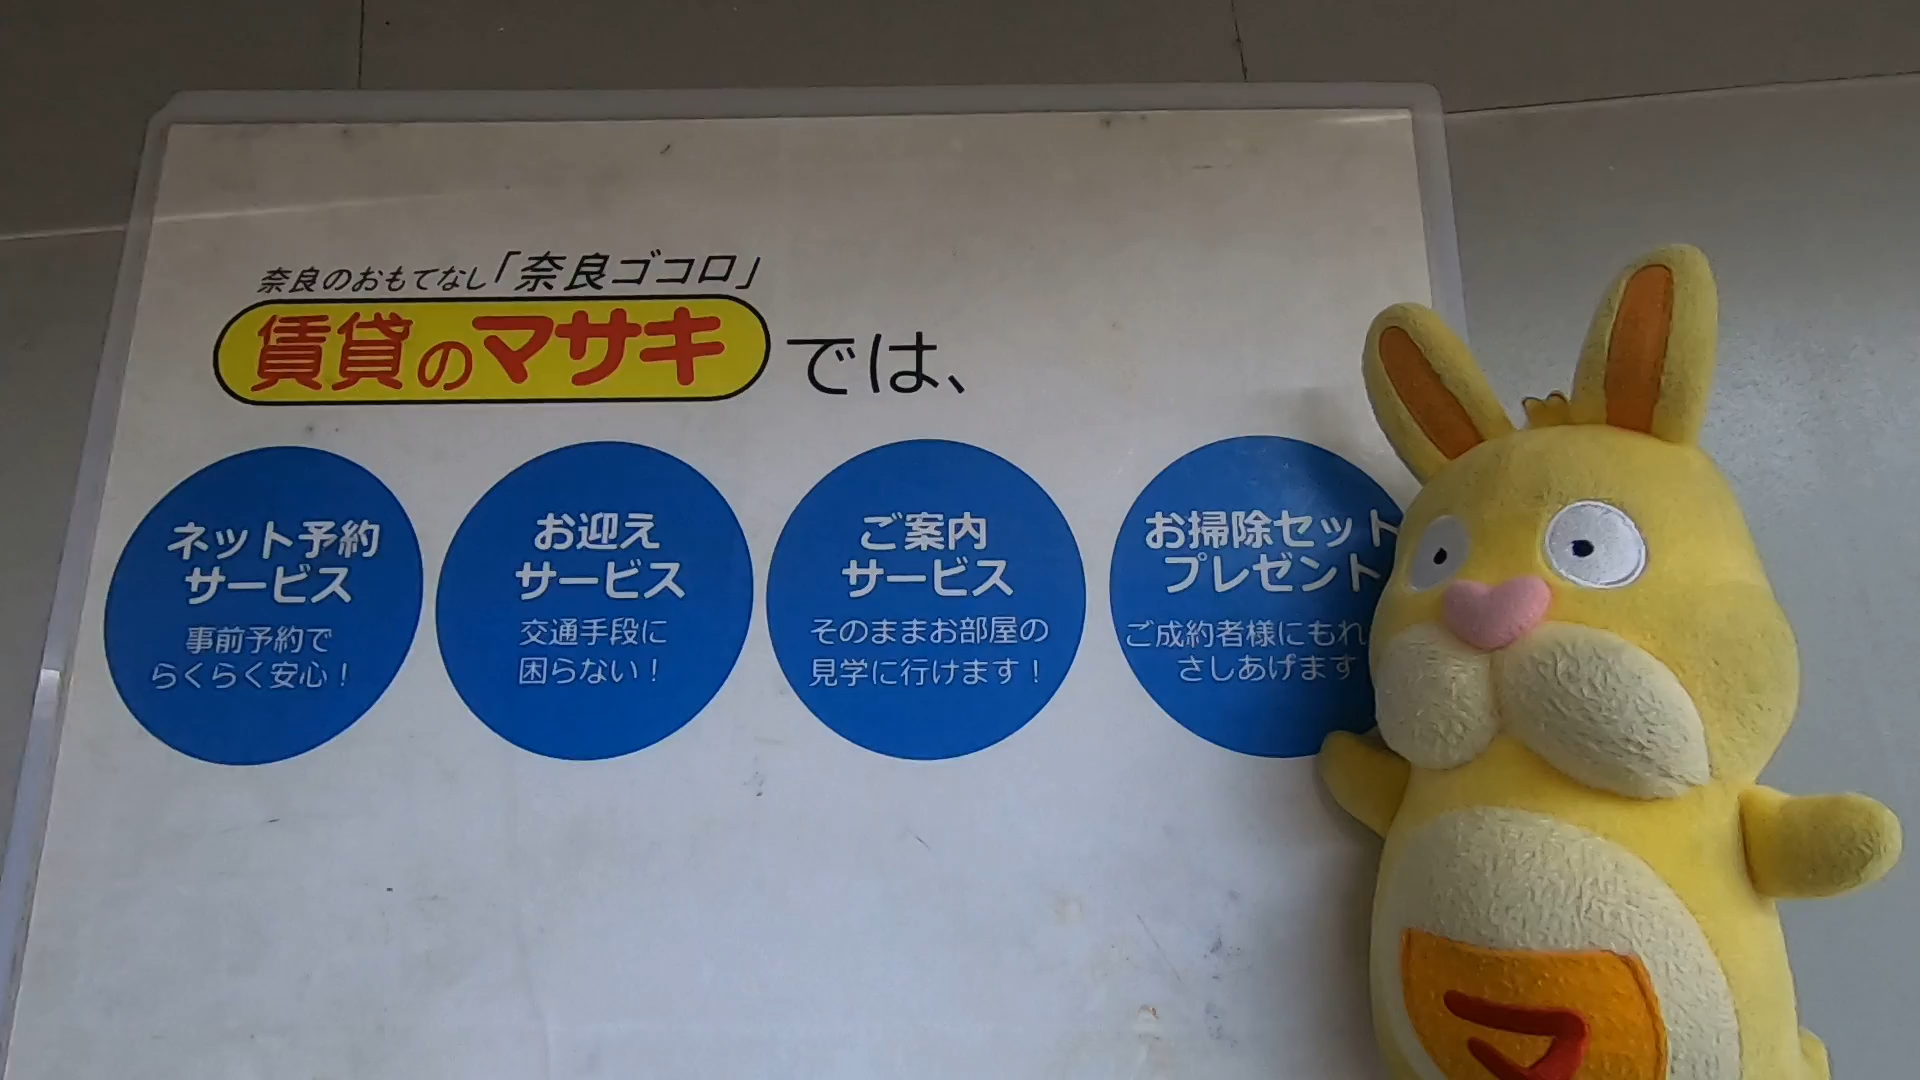 奈良のおもてなし「奈良ゴコロ」
賃貸のマサキでは、
ネット予約
サービス
事前予約で
らくらく安心！
お迎え
サービス
交通手段に
困らない！
ご案内
サービス
そのままお部屋の
見学に行けます！
お掃除セット
プレゼント
ご成約者様にもれ
さしあげます
マ